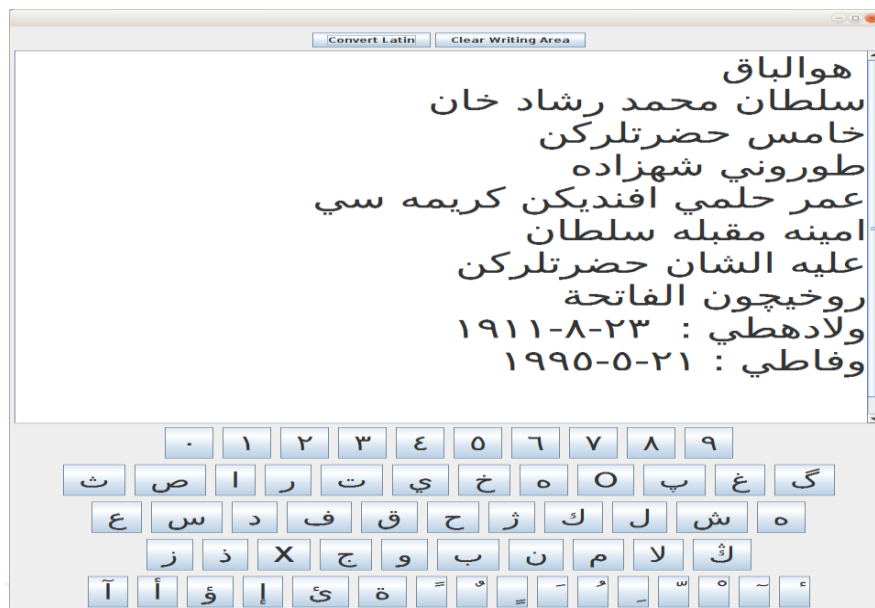 Convert Latin Clear Writing Area
هوالباق
سلطان محمد رشاد خان
خامس حضرتلركن
طوروني شهزاده
عمر حلمي افنديكن كريمه سي
امينه مقبله سلطان
عليه الشان حضرتلركن
روخيچون الفاتحة
ولادهطي : ٢٣-٨-١٩١١
وفاطي : ٢١-٥-١٩٩٥
٠ ١ ٢ ٣ ٤ ٥ ٦ ٧ ٨ ٩
ث ص ا ر ت ي خ ه O پ غ گ
ع س د ف ق ح ژ ك ل ش ه
ز ذ X ج و ب ن م لا ڭ
آ أ ؤ إ ئ ة ً ٌ ٍ َ ُ ِ ّ ْ ٓ ء